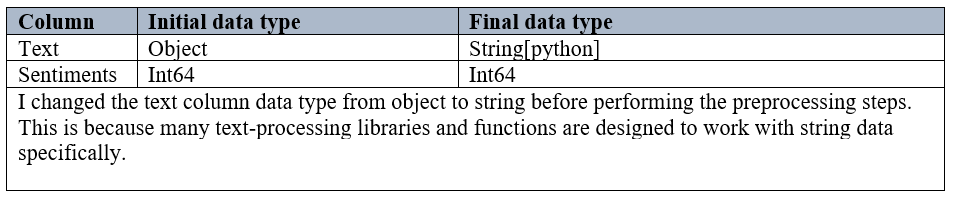 Column Initial data type Final data type
Text Object String[python]
Sentiments Int64 Int64
I changed the text column data type from object to string before performing the preprocessing steps.
This is because many text-processing libraries and functions are designed to work with string data
specifically.